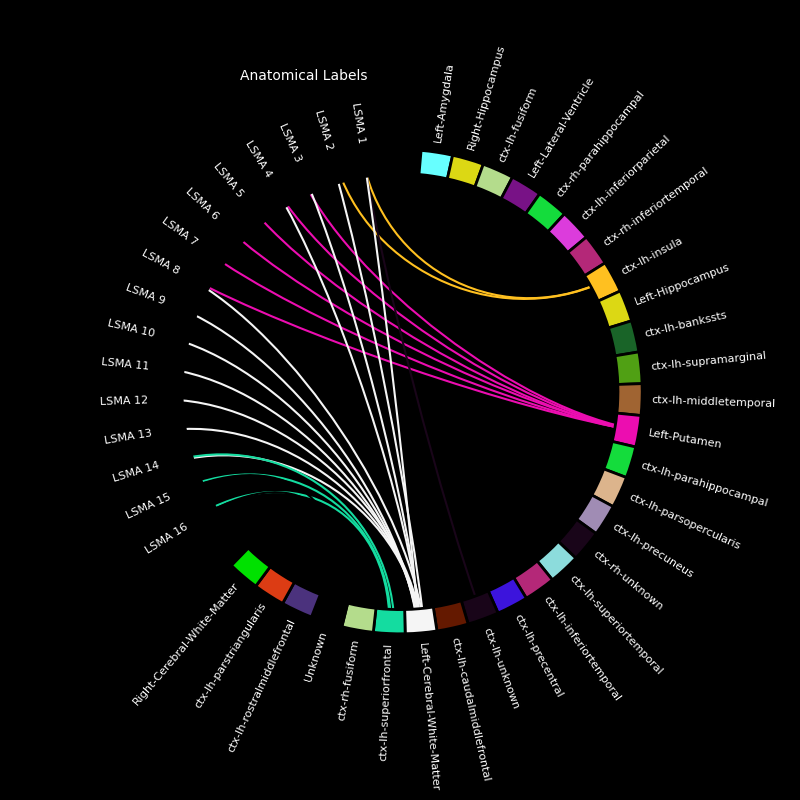 Anatomical Labels
LSMA 1
LSMA 2
LSMA 3
LSMA 4
LSMA 5
LSMA 6
LSMA 7
LSMA 8
LSMA 9
LSMA 10
LSMA 11
LSMA 12
LSMA 13
LSMA 14
LSMA 15
LSMA 16
Left-Amygdala
Right-Hippocampus
ctx-lh-fusiform
Left-Lateral-Ventricle
ctx-rh-parahippocampal
ctx-lh-inferiorparietal
ctx-rh-inferiortemporal
ctx-lh-insula
Left-Hippocampus
ctx-lh-bankssts
ctx-lh-supramarginal
ctx-lh-middletemporal
Left-Putamen
ctx-lh-parahippocampal
ctx-lh-parsopercularis
ctx-lh-precuneus
ctx-rh-unknown
ctx-lh-superiortemporal
ctx-lh-inferiortemporal
ctx-lh-precentral
ctx-lh-unknown
ctx-lh-caudalmiddlefrontal
Left-Cerebral-White-Matter
ctx-lh-superiorfrontal
ctx-rh-fusiform
Unknown
ctx-lh-rostralmiddlefrontal
ctx-lh-parstriangularis
Right-Cerebral-White-Matter